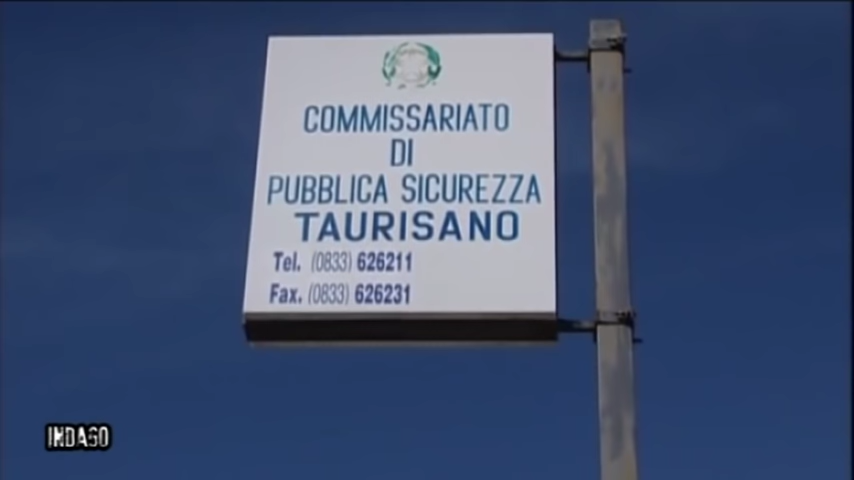 COMMISSARIATO
DI
PUBBLICA SICUREZZA
TAURISANO
Tel. (0833) 626211
Fax. (0833) 626231
INDAGO